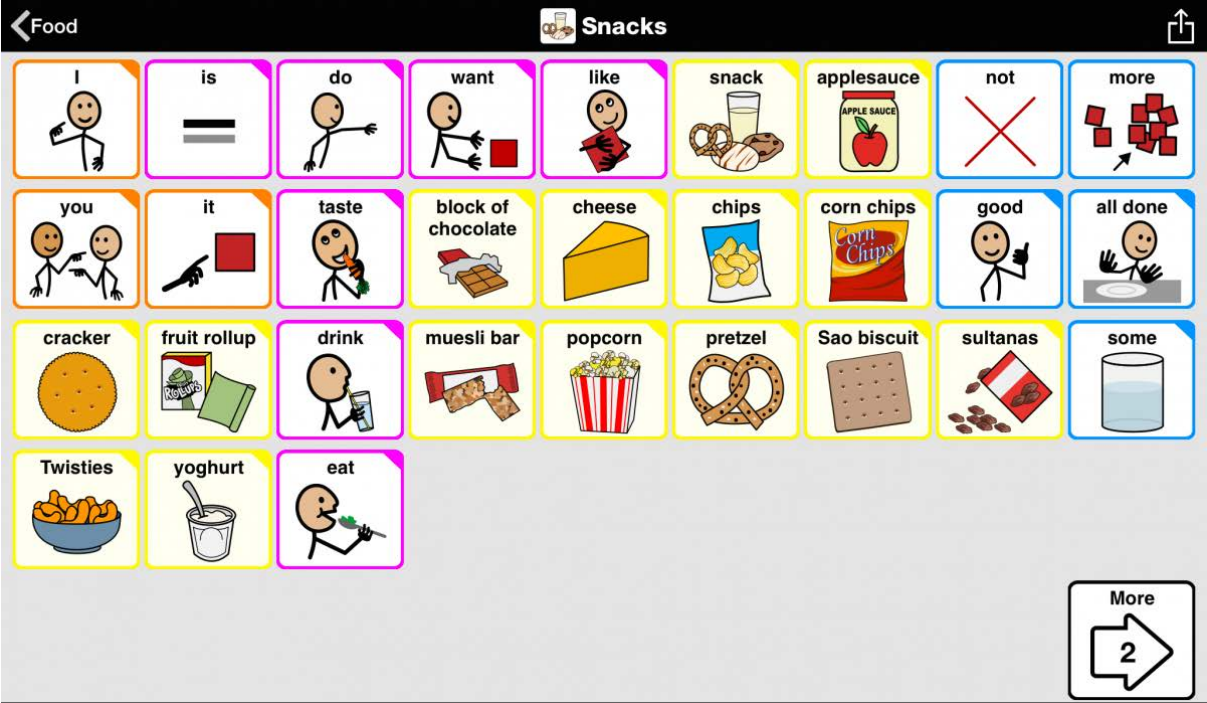 Food
Snacks
I
is
do
want
like
snack
applesauce
APPLE SAUCE
not
more
you
it
taste
block of
chocolate
cheese
chips
corn chips
Corn
Chips
good
all done
cracker
fruit rollup
ROLLUPS
drink
muesli bar
popcorn
pretzel
Sao biscuit
sultanas
some
Twisties
yoghurt
eat
More
2